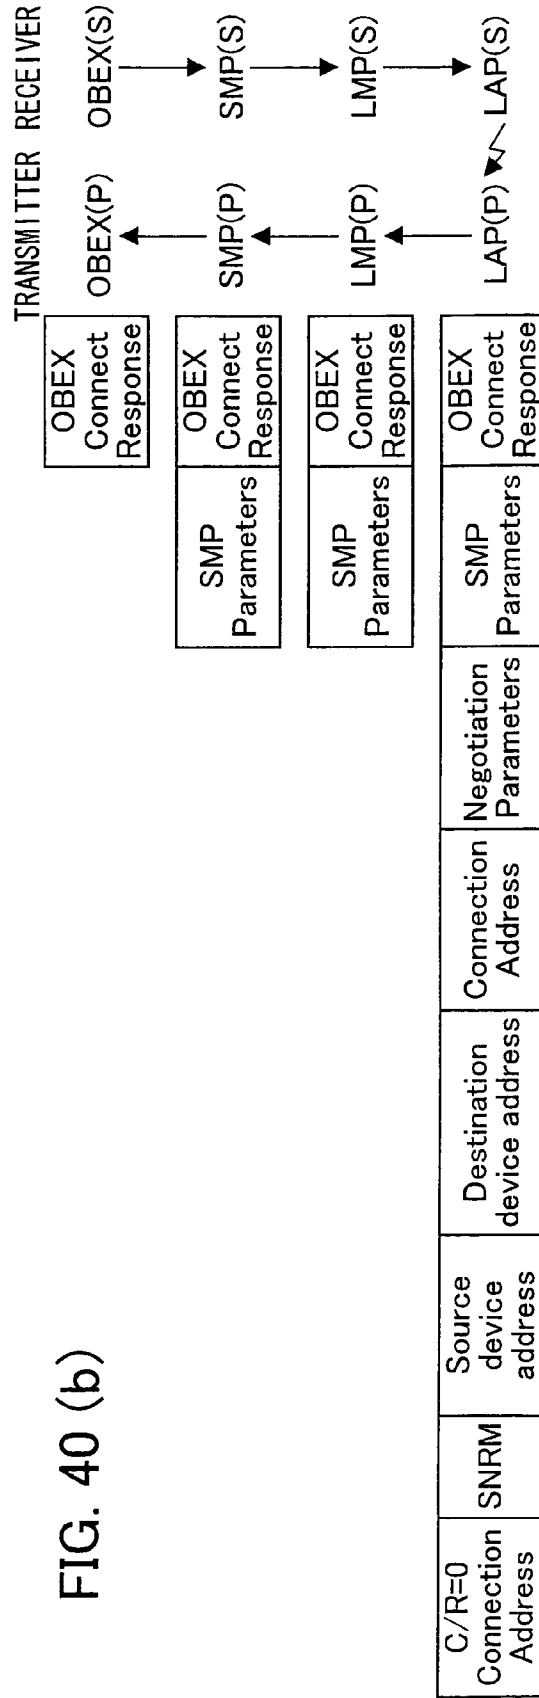 FIG. 40 (b)
TRANSMITTER RECEIVER
OBEX
Connect
Response
OBEX(P)
OBEX(S)
SMP
Parameters
OBEX
Connect
Response
SMP(P)
SMP(S)
SMP
Parameters
OBEX
Connect
Response
LMP(P)
LMP(S)
C/R=0
Connection
Address
SNRM
Source
device
address
Destination
device address
Connection
Address
Negotiation
Parameters
SMP
Parameters
OBEX
Connect
Response
LAP(P)
LAP(S)